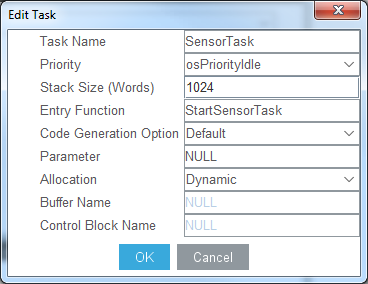 Edit Task
Task Name SensorTask
Priority osPriorityIdle
Stack Size (Words) 1024
Entry Function StartSensorTask
Code Generation Option Default
Parameter NULL
Allocation Dynamic
Buffer Name NULL
Control Block Name NULL
OK Cancel